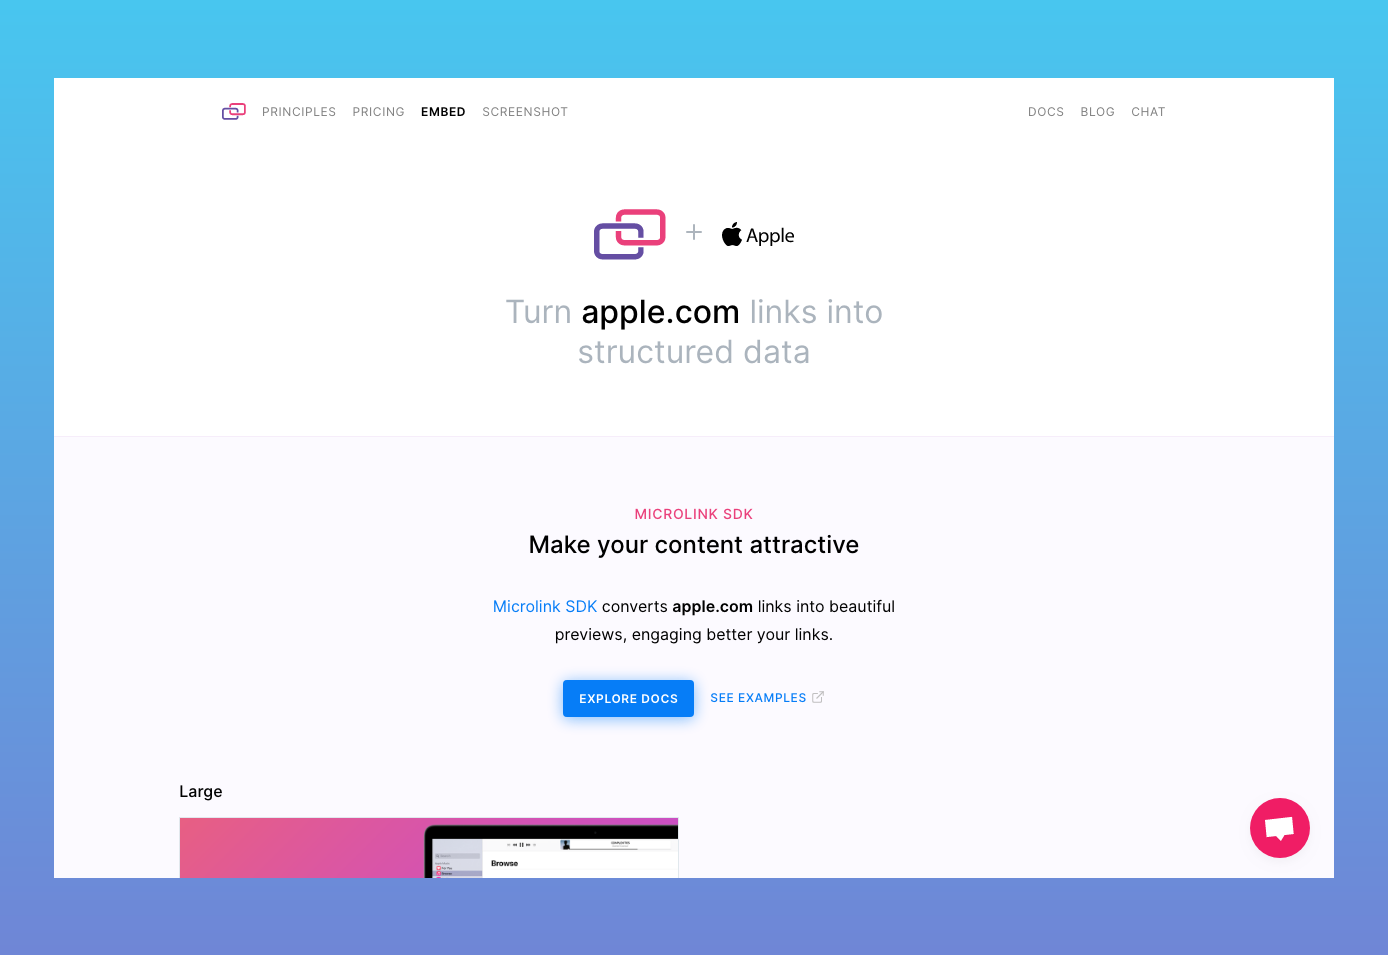 PRINCIPLES PRICING EMBED SCREENSHOT DOCS BLOG CHAT
Apple
Turn apple.com links into
structured data
MICROLINK SDK
Make your content attractive
Microlink SDK converts apple.com links into beautiful
previews, engaging better your links.
EXPLORE DOCS SEE EXAMPLES
Large
Browse